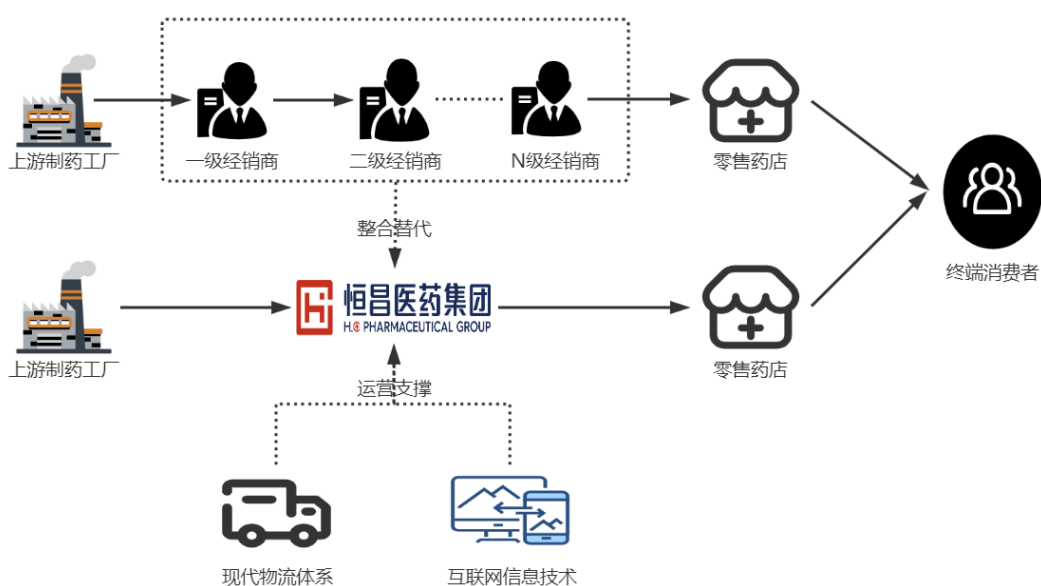 上游制药工厂
一级经销商
二级经销商
N级经销商
零售药店
整合替代
终端消费者
恒昌医药集团
H.C PHARMACEUTICAL GROUP
上游制药工厂
零售药店
运营支撑
现代物流体系
互联网信息技术